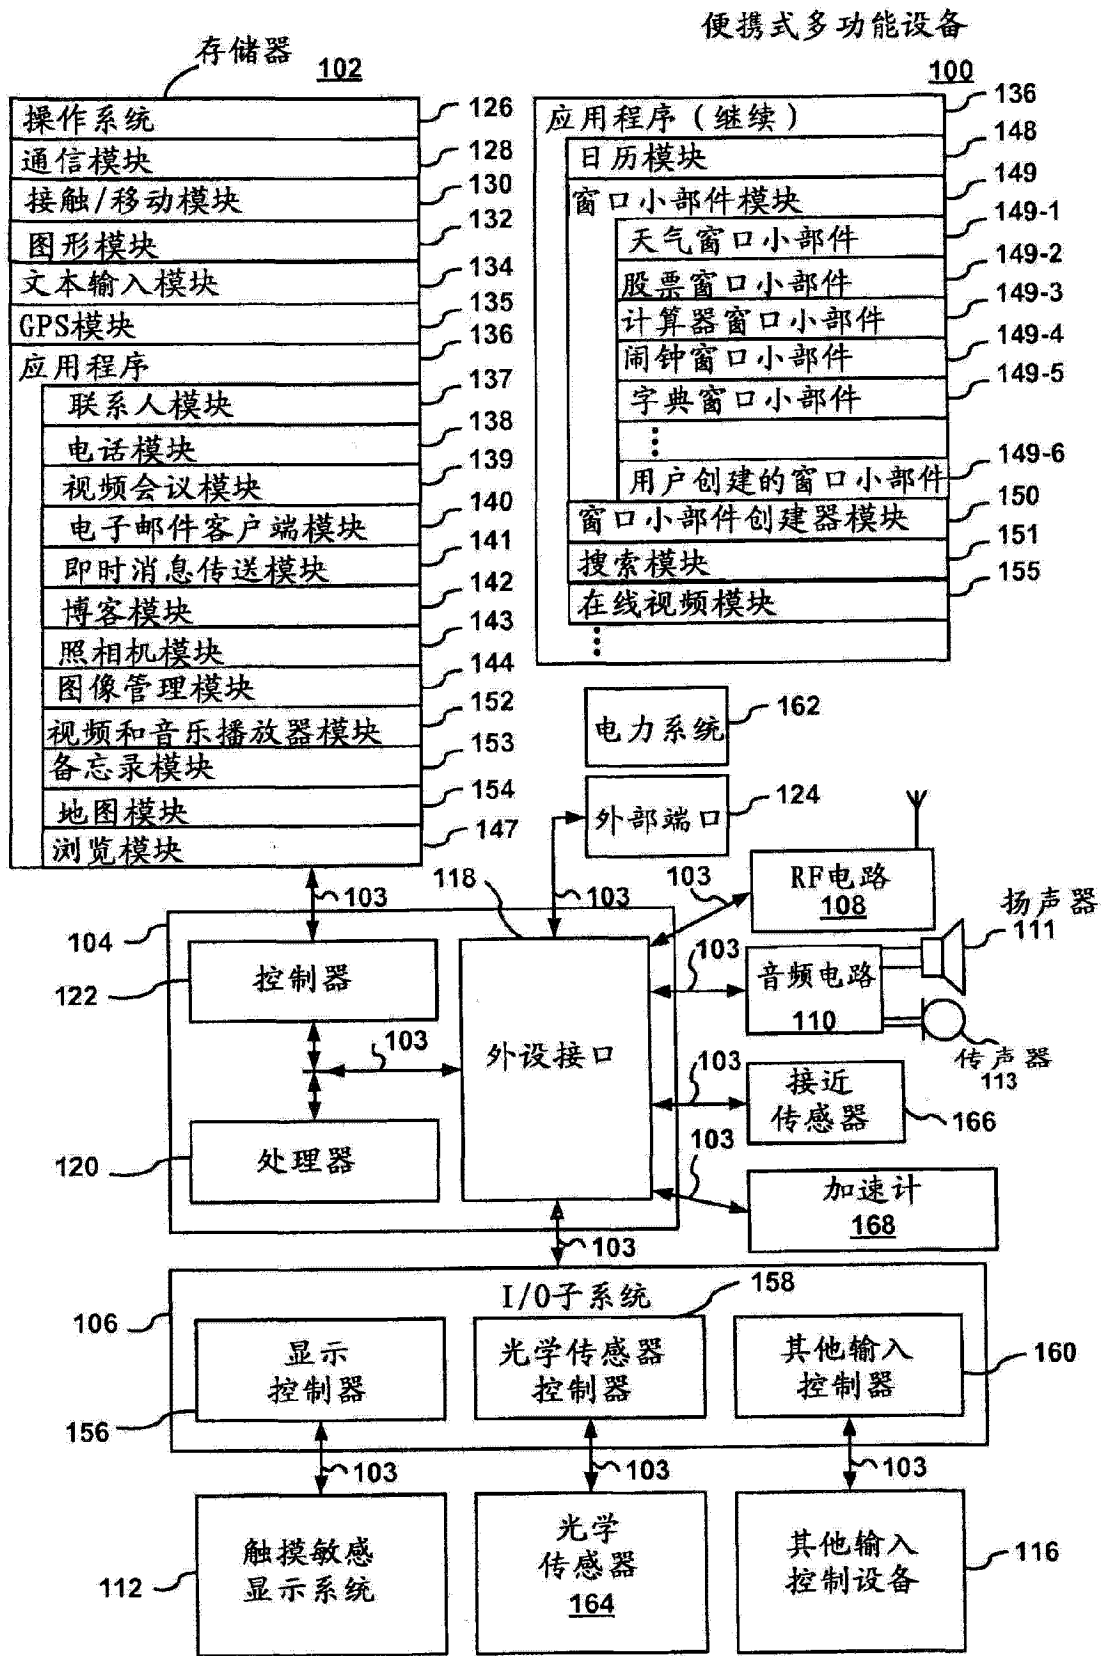 便携式多功能设备
100
存储器
102
操作系统
126
通信模块
128
接触/移动模块
130
图形模块
132
文本输入模块
134
GPS模块
135
应用程序
136
联系人模块
137
电话模块
138
视频会议模块
139
电子邮件客户端模块
140
即时消息传送模块
141
博客模块
142
照相机模块
143
图像管理模块
144
视频和音乐播放器模块
152
备忘录模块
153
地图模块
154
浏览模块
147
应用程序（继续）
136
日历模块
148
窗口小部件模块
149
天气窗口小部件
149-1
股票窗口小部件
149-2
计算器窗口小部件
149-3
闹钟窗口小部件
149-4
字典窗口小部件
149-5
用户创建的窗口小部件
149-6
窗口小部件创建器模块
150
搜索模块
151
在线视频模块
155
电力系统
162
外部端口
124
103
118
103
103
RF电路
108
104
控制器
122
103
外设接口
处理器
120
103
音频电路
110
扬声器
111
传声器
113
103
接近
传感器
166
103
加速计
168
103
I/O子系统
106
158
显示
控制器
156
光学传感器
控制器
其他输入
控制器
160
103
103
103
触摸敏感
显示系统
112
光学
传感器
164
其他输入
控制设备
116